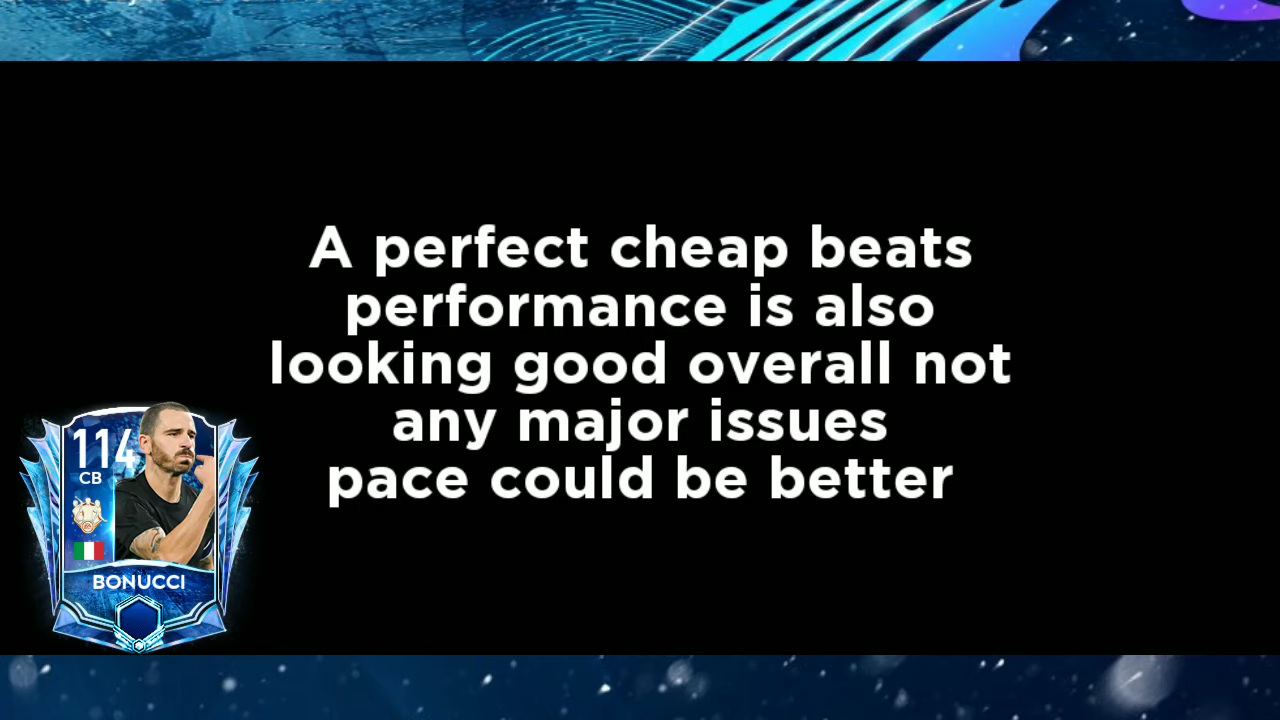 A perfect cheap beats
performance is also
looking good overall not
any major issues
pace could be better
114
CB
BONUCCI